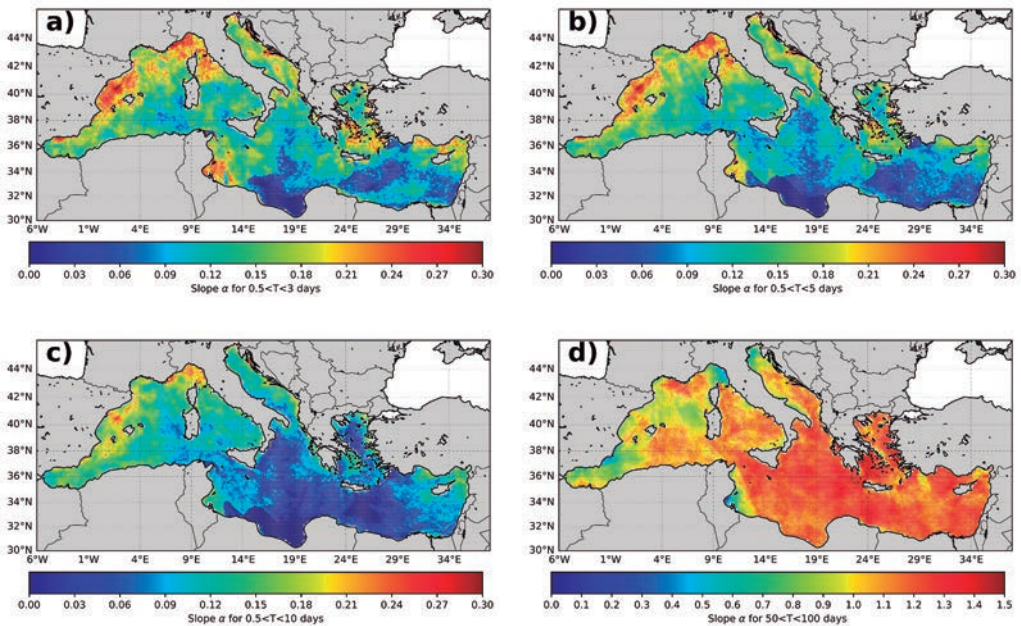 a)
b)
44°N
42°N
40°N
38°N
36°N
34°N
32°N
30°N
6°W 1°W 4°E 9°E 14°E 19°E 24°E 29°E 34°E
44°N
42°N
40°N
38°N
36°N
34°N
32°N
30°N
6°W 1°W 4°E 9°E 14°E 19°E 24°E 29°E 34°E
0.00 0.03 0.06 0.09 0.12 0.15 0.18 0.21 0.24 0.27 0.30
Slope α for 0.5<T<3 days
0.00 0.03 0.06 0.09 0.12 0.15 0.18 0.21 0.24 0.27 0.30
Slope α for 0.5<T<5 days
c)
d)
44°N
42°N
40°N
38°N
36°N
34°N
32°N
30°N
6°W 1°W 4°E 9°E 14°E 19°E 24°E 29°E 34°E
44°N
42°N
40°N
38°N
36°N
34°N
32°N
30°N
6°W 1°W 4°E 9°E 14°E 19°E 24°E 29°E 34°E
0.00 0.03 0.06 0.09 0.12 0.15 0.18 0.21 0.24 0.27 0.30
Slope α for 0.5<T<10 days
0.0 0.1 0.2 0.3 0.4 0.5 0.6 0.7 0.8 0.9 1.0 1.1 1.2 1.3 1.4 1.5
Slope α for 50<T<100 days